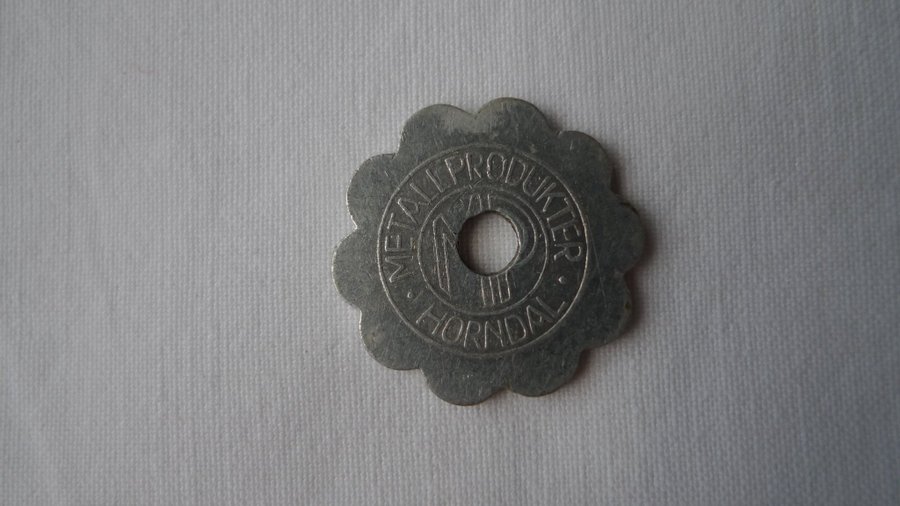 · METALLPRODUKTER ·
HORNDAL